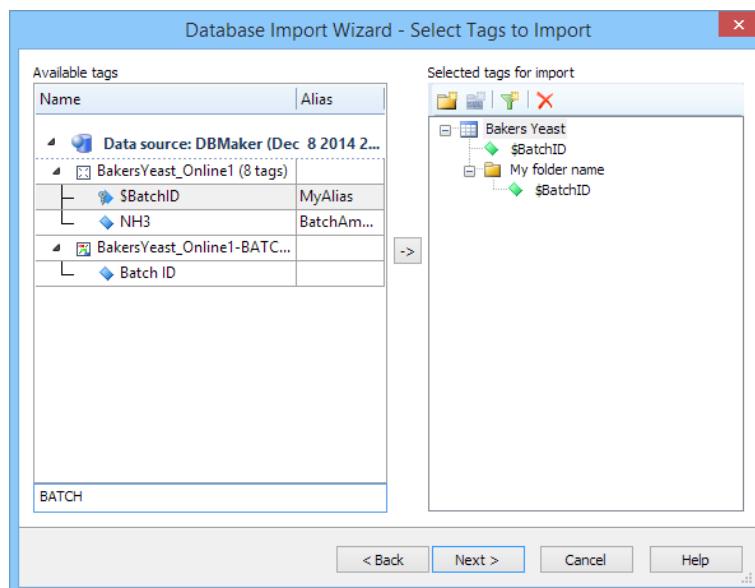 Database Import Wizard - Select Tags to Import
Available tags
Name Alias
Data source: DBMaker (Dec 8 2014 2...
BakersYeast_Online1 (8 tags)
$BatchID MyAlias
NH3 BatchAm...
BakersYeast_Online1-BATC...
Batch ID
BATCH
->
Selected tags for import
Bakers Yeast
$BatchID
My folder name
$BatchID
< Back Next > Cancel Help